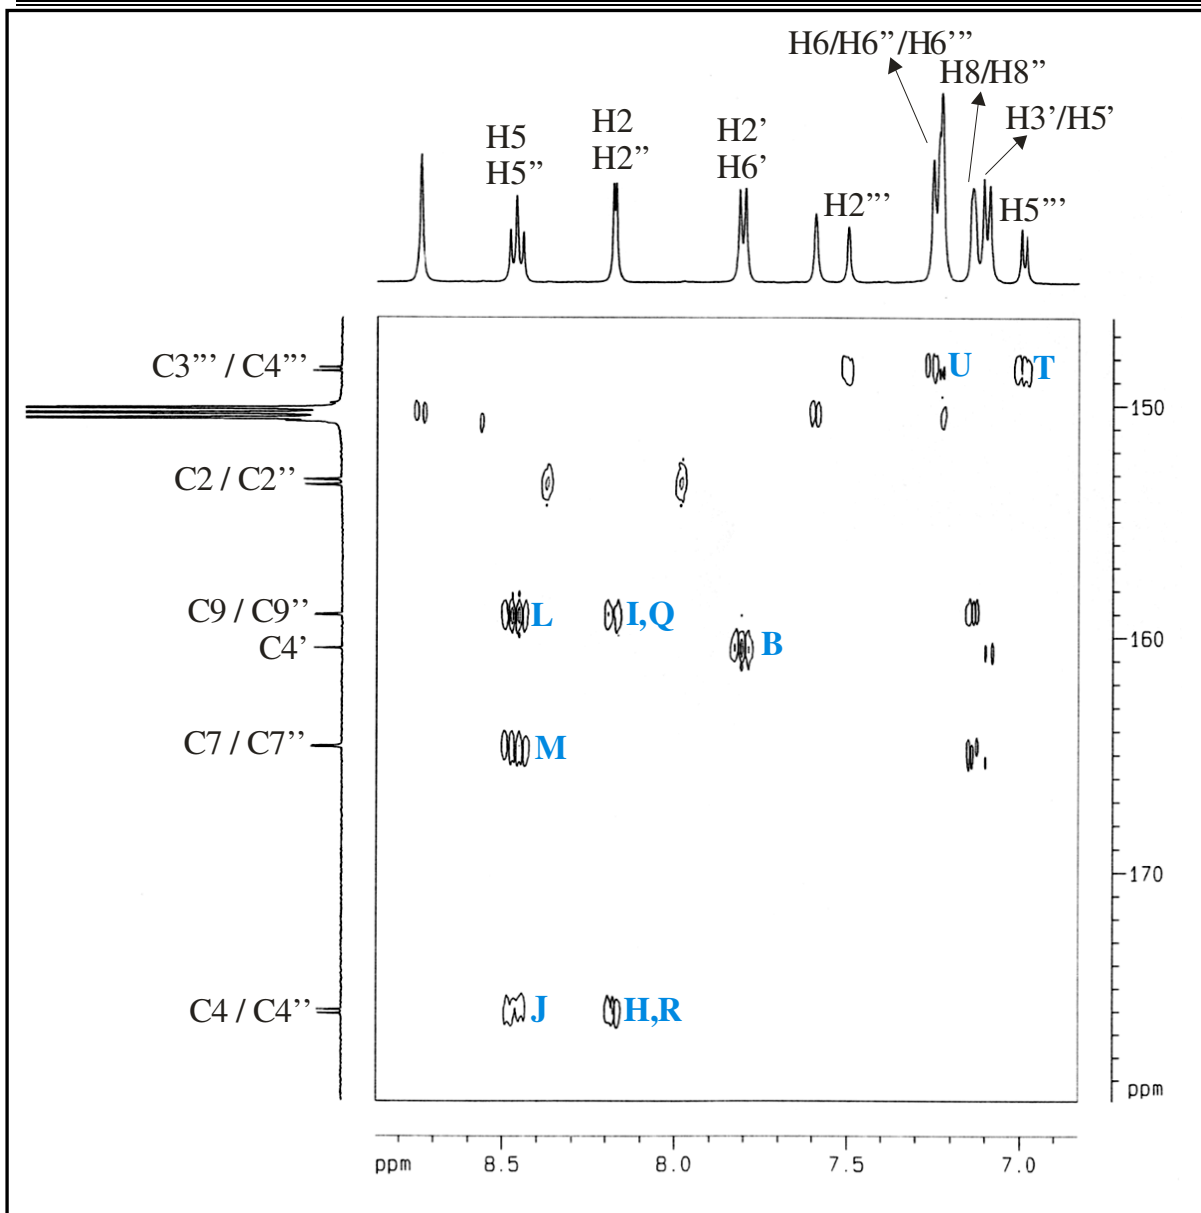 H6/H6”/H6’”
H8/H8”
H3’/H5’
H5
H5”
H2
H2”
H2’
H6’
H2”’
H5”’
C3”’ / C4”’
U
T
150
C2 / C2’’
C9 / C9’’
L
I,Q
C4’
B
160
C7 / C7’’
M
170
C4 / C4’’
J
H,R
ppm
ppm
8.5
8.0
7.5
7.0